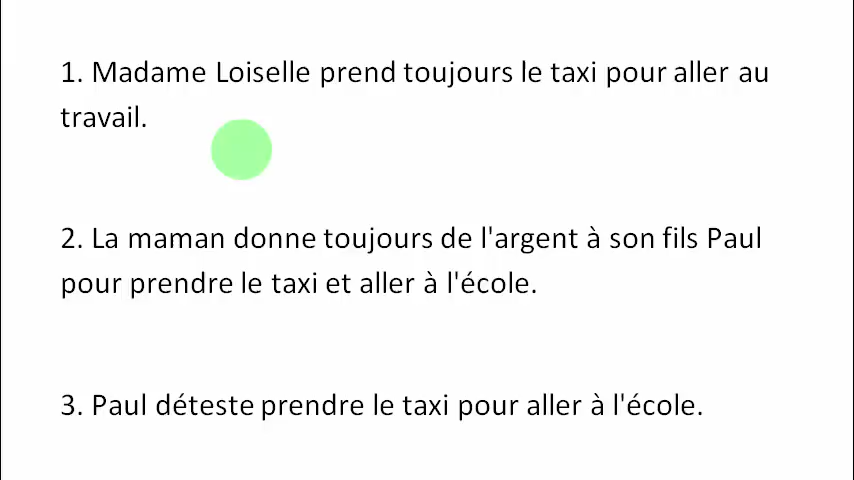 1. Madame Loiselle prend toujours le taxi pour aller au
travail.
2. La maman donne toujours de l'argent à son fils Paul
pour prendre le taxi et aller à l'école.
3. Paul déteste prendre le taxi pour aller à l'école.